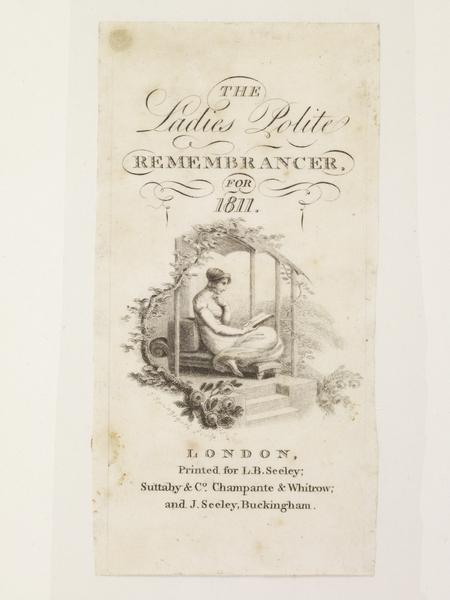 THE
Ladies Polite
REMEMBRANCER,
FOR
1811.
LONDON,
Printed for L.B. Seeley;
Suttaby & Co. Champante & Whitrow;
and J. Seeley, Buckingham.